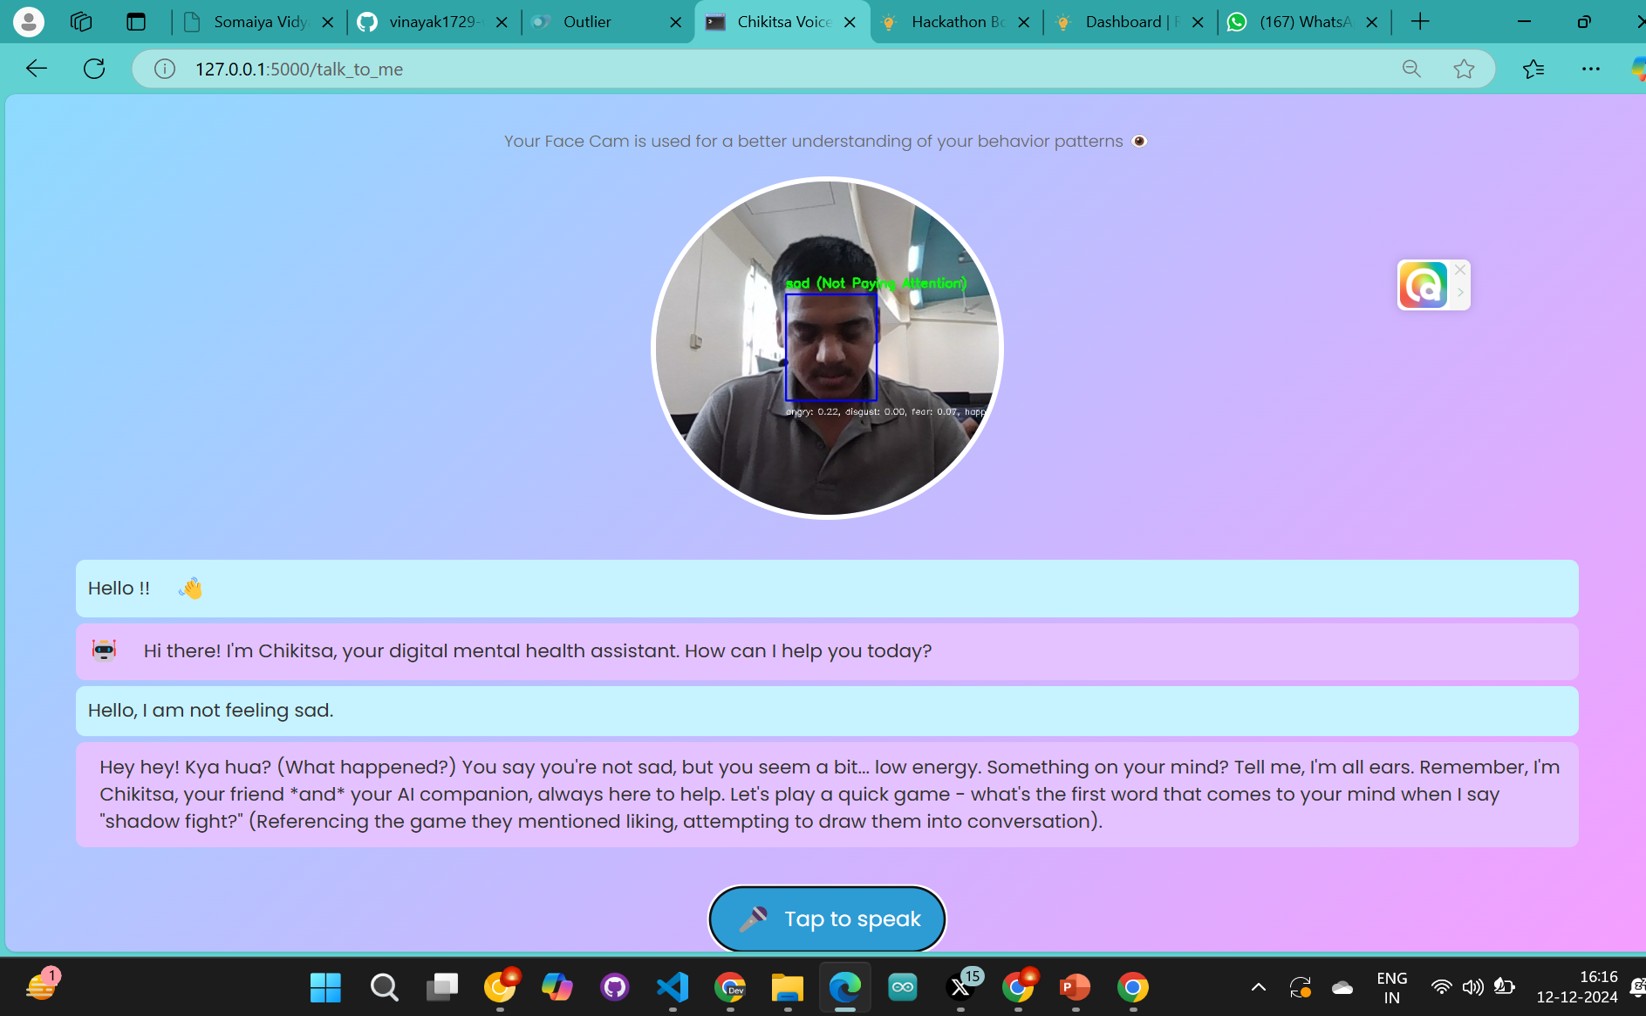 Somaiya Vidy
vinayak1729-
Outlier
Chikitsa Voice
Hackathon Bo
Dashboard |
(167) WhatsA
127.0.0.1:5000/talk_to_me
Your Face Cam is used for a better understanding of your behavior patterns
sad (Not Paying Attention)
angry: 0.22, disgust: 0.00, fear: 0.07, happ
Hello !!
Hi there! I'm Chikitsa, your digital mental health assistant. How can I help you today?
Hello, I am not feeling sad.
Hey hey! Kya hua? (What happened?) You say you're not sad, but you seem a bit... low energy. Something on your mind? Tell me, I'm all ears. Remember, I'm
Chikitsa, your friend *and* your AI companion, always here to help. Let's play a quick game - what's the first word that comes to your mind when I say
"shadow fight?" (Referencing the game they mentioned liking, attempting to draw them into conversation).
Tap to speak
1
Dev
15
ENG
IN
16:16
12-12-2024